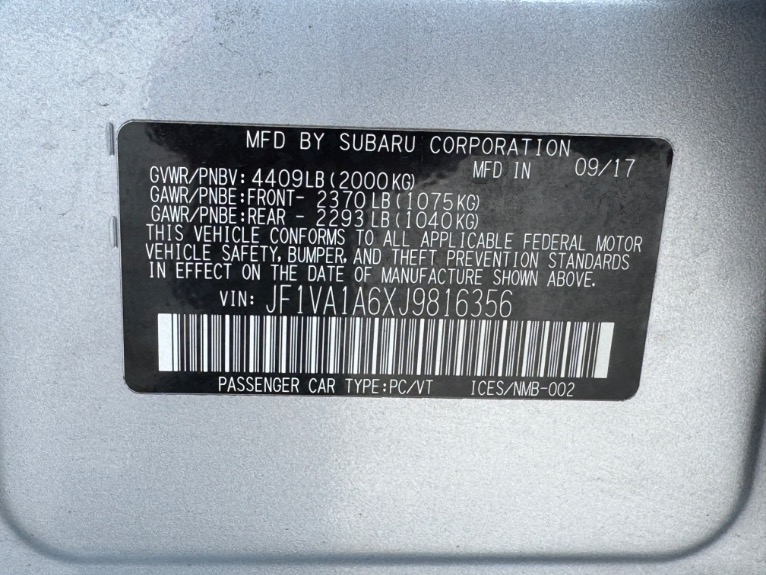 MFD BY SUBARU CORPORATION
GVWR/PNBV: 4409LB (2000KG) MFD IN 09/17
GAWR/PNBE:FRONT- 2370LB (1075KG)
GAWR/PNBE:REAR - 2293LB (1040KG)
THIS VEHICLE CONFORMS TO ALL APPLICABLE FEDERAL MOTOR
VEHICLE SAFETY, BUMPER, AND THEFT PREVENTION STANDARDS
IN EFFECT ON THE DATE OF MANUFACTURE SHOWN ABOVE.
VIN: JF1VA1A6XJ9816356
PASSENGER CAR TYPE:PC/VT ICES/NMB-002